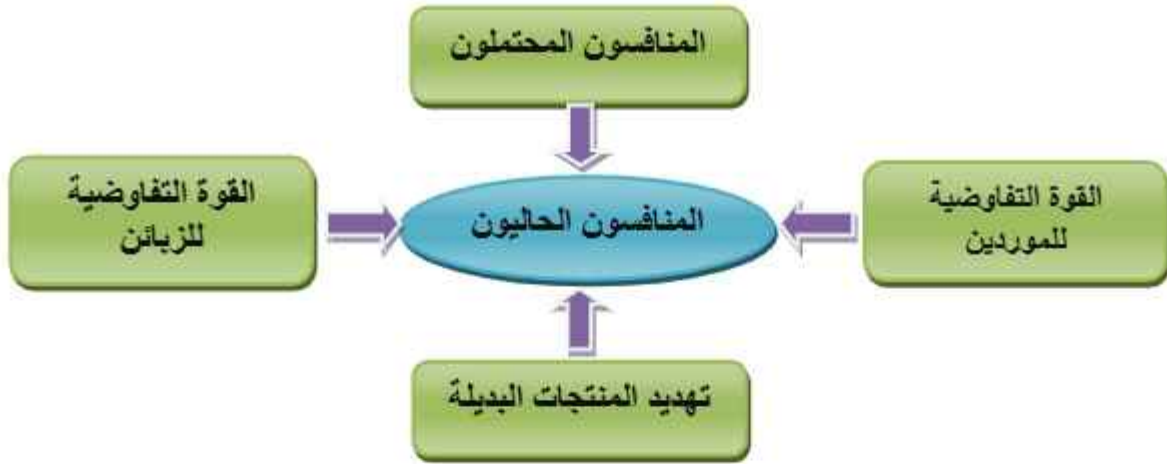 المنافسون المحتملون
القوة التفاوضية
للموردين
المنافسون الحاليون
القوة التفاوضية
للزبائن
تهديد المنتجات البديلة